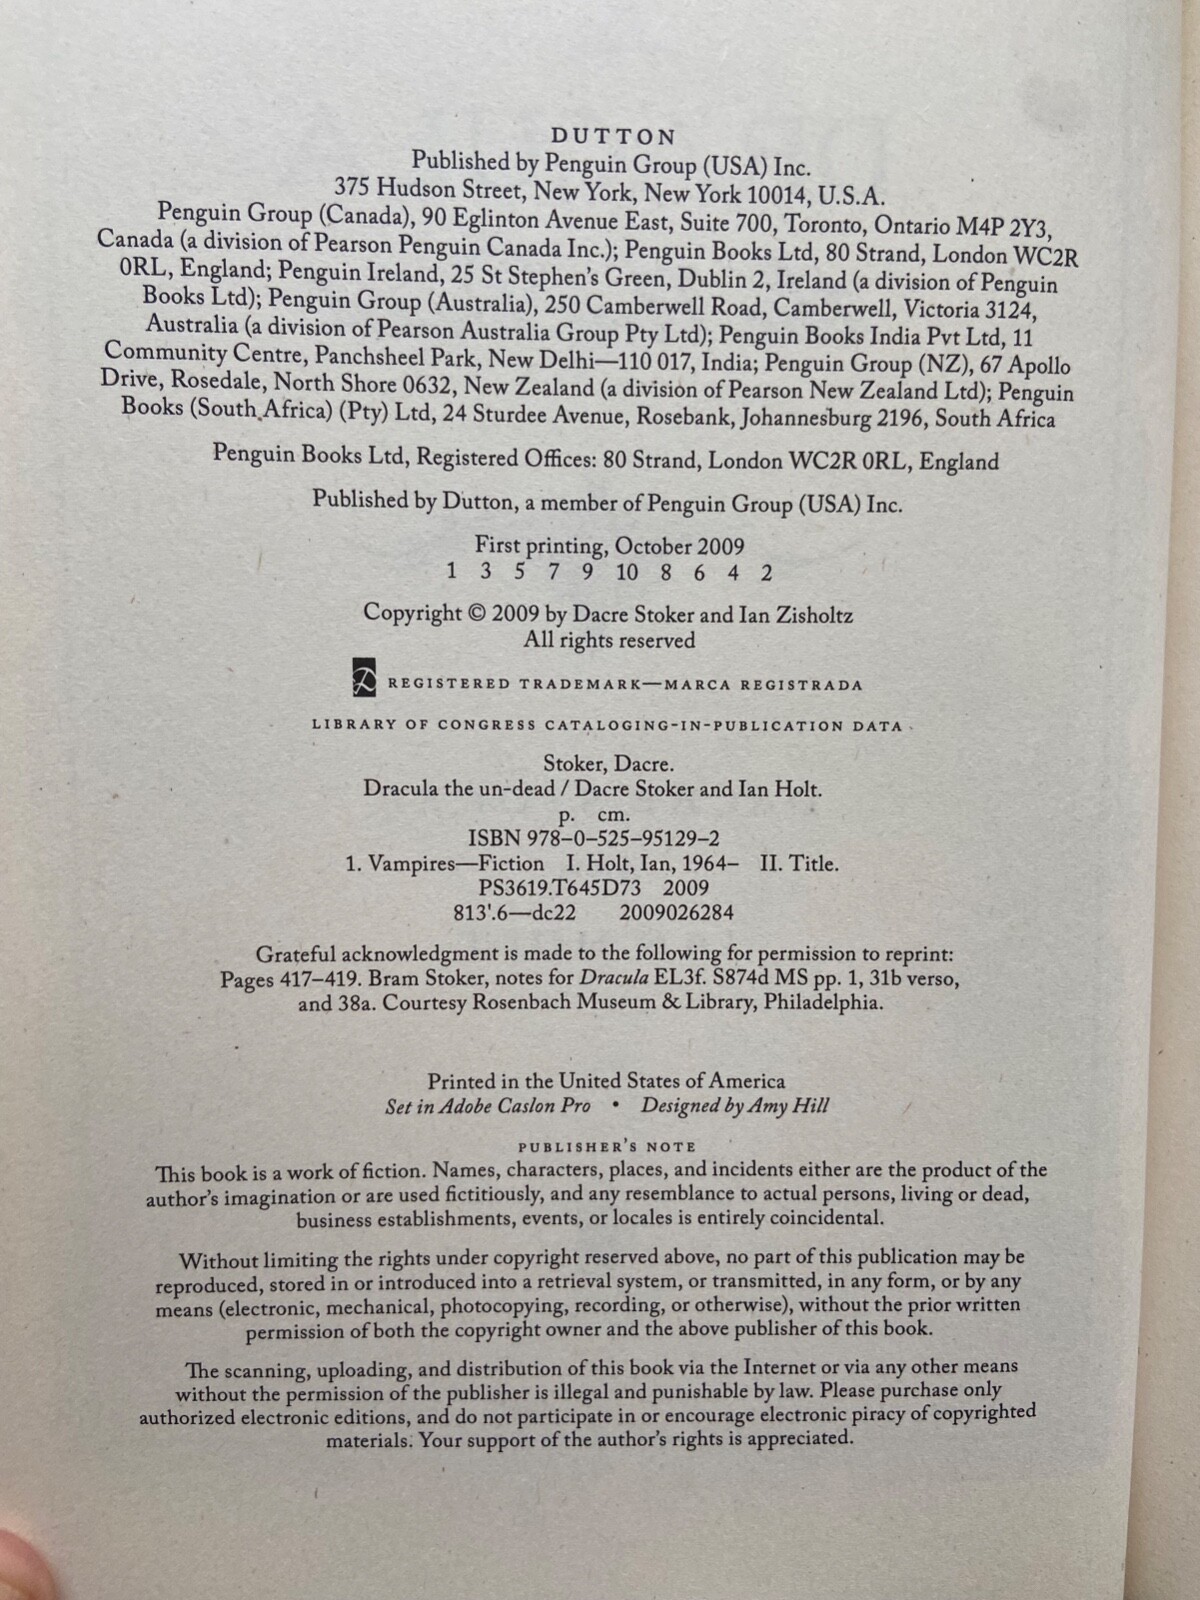 DUTTON
Published by Penguin Group (USA) Inc.
375 Hudson Street, New York, New York 10014, U.S.A.
Penguin Group (Canada), 90 Eglinton Avenue East, Suite 700, Toronto, Ontario M4P 2Y3,
Canada (a division of Pearson Penguin Canada Inc.); Penguin Books Ltd, 80 Strand, London WC2R
0RL, England; Penguin Ireland, 25 St Stephen's Green, Dublin 2, Ireland (a division of Penguin
Books Ltd); Penguin Group (Australia), 250 Camberwell Road, Camberwell, Victoria 3124,
Australia (a division of Pearson Australia Group Pty Ltd); Penguin Books India Pvt Ltd, 11
Community Centre, Panchsheel Park, New Delhi—110 017, India; Penguin Group (NZ), 67 Apollo
Drive, Rosedale, North Shore 0632, New Zealand (a division of Pearson New Zealand Ltd); Penguin
Books (South Africa) (Pty) Ltd, 24 Sturdee Avenue, Rosebank, Johannesburg 2196, South Africa
Penguin Books Ltd, Registered Offices: 80 Strand, London WC2R 0RL, England
Published by Dutton, a member of Penguin Group (USA) Inc.
First printing, October 2009
1 3 5 7 9 10 8 6 4 2
Copyright © 2009 by Dacre Stoker and Ian Zisholtz
All rights reserved
REGISTERED TRADEMARK—MARCA REGISTRADA
LIBRARY OF CONGRESS CATALOGING-IN-PUBLICATION DATA
Stoker, Dacre.
Dracula the un-dead / Dacre Stoker and Ian Holt.
p. cm.
ISBN 978–0–525–95129–2
1. Vampires—Fiction I. Holt, Ian, 1964– II. Title.
PS3619.T645D73 2009
813'.6—dc22 2009026284
Grateful acknowledgment is made to the following for permission to reprint:
Pages 417–419. Bram Stoker, notes for Dracula EL3f. S874d MS pp. 1, 31b verso,
and 38a. Courtesy Rosenbach Museum & Library, Philadelphia.
Printed in the United States of America
Set in Adobe Caslon Pro • Designed by Amy Hill
PUBLISHER'S NOTE
This book is a work of fiction. Names, characters, places, and incidents either are the product of the
author's imagination or are used fictitiously, and any resemblance to actual persons, living or dead,
business establishments, events, or locales is entirely coincidental.
Without limiting the rights under copyright reserved above, no part of this publication may be
reproduced, stored in or introduced into a retrieval system, or transmitted, in any form, or by any
means (electronic, mechanical, photocopying, recording, or otherwise), without the prior written
permission of both the copyright owner and the above publisher of this book.
The scanning, uploading, and distribution of this book via the Internet or via any other means
without the permission of the publisher is illegal and punishable by law. Please purchase only
authorized electronic editions, and do not participate in or encourage electronic piracy of copyrighted
materials. Your support of the author's rights is appreciated.